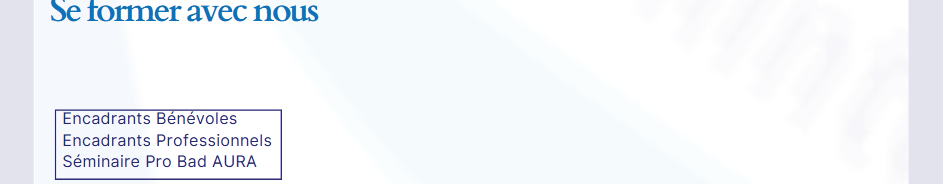 Se former avec nous
Encadrants Bénévoles
Encadrants Professionnels
Séminaire Pro Bad AURA